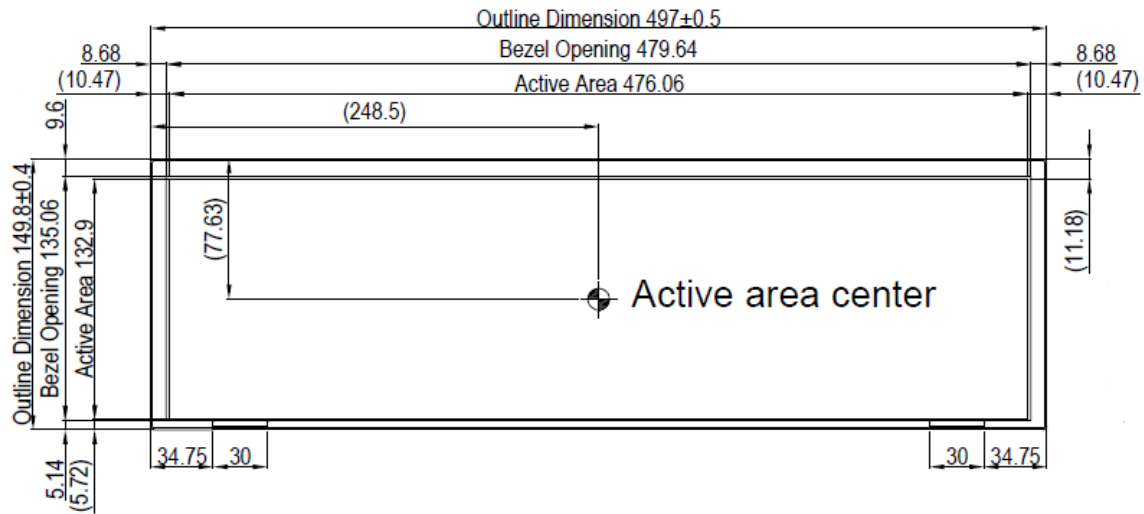 Outline Dimension 497±0.5
8.68
Bezel Opening 479.64
8.68
(10.47)
Active Area 476.06
(10.47)
9.6
(248.5)
Outline Dimension 149.8±0.4
Bezel Opening 135.06
Active Area 132.9
(77.63)
(11.18)
Active area center
5.14
(5.72)
34.75
30
30
34.75